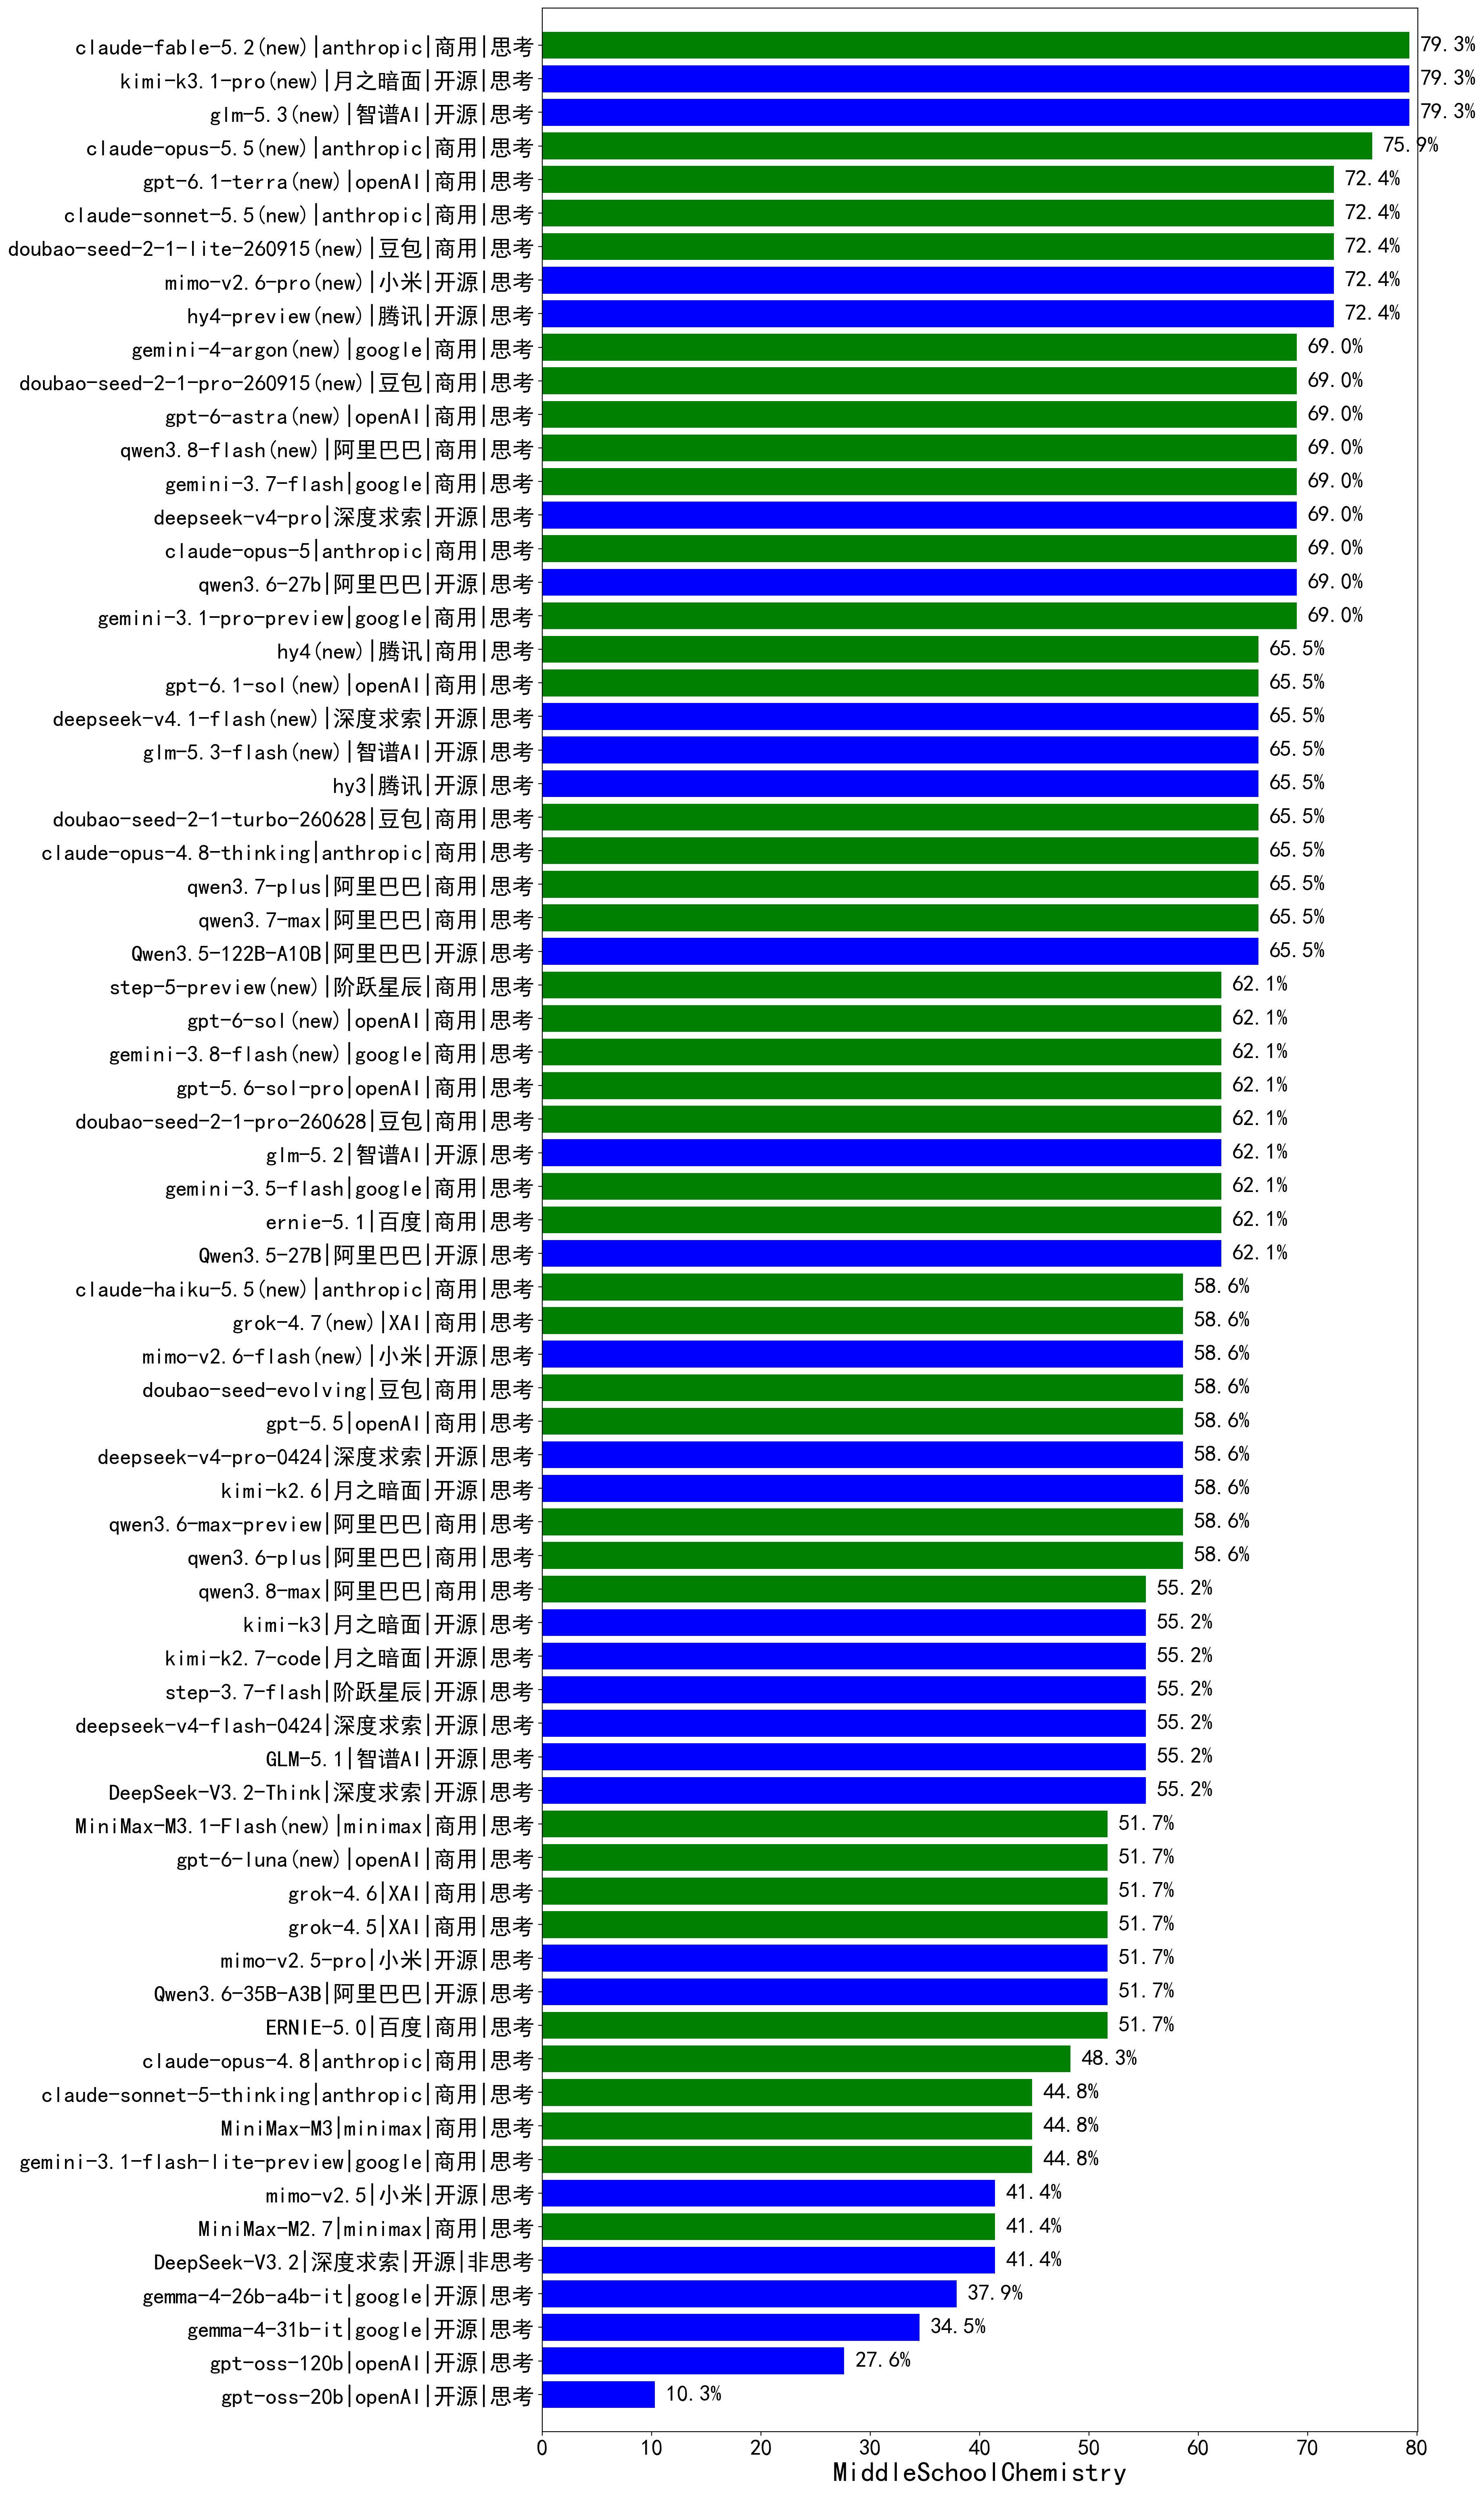 claude-fable-5.2(new)|anthropic|商用|思考 79.3%
kimi-k3.1-pro(new)|月之暗面|开源|思考 79.3%
glm-5.3(new)|智谱AI|开源|思考 79.3%
claude-opus-5.5(new)|anthropic|商用|思考 75.9%
gpt-6.1-terra(new)|openAI|商用|思考 72.4%
claude-sonnet-5.5(new)|anthropic|商用|思考 72.4%
doubao-seed-2-1-lite-260915(new)|豆包|商用|思考 72.4%
mimo-v2.6-pro(new)|小米|开源|思考 72.4%
hy4-preview(new)|腾讯|开源|思考 72.4%
gemini-4-argon(new)|google|商用|思考 69.0%
doubao-seed-2-1-pro-260915(new)|豆包|商用|思考 69.0%
gpt-6-astra(new)|openAI|商用|思考 69.0%
qwen3.8-flash(new)|阿里巴巴|商用|思考 69.0%
gemini-3.7-flash|google|商用|思考 69.0%
deepseek-v4-pro|深度求索|开源|思考 69.0%
claude-opus-5|anthropic|商用|思考 69.0%
qwen3.6-27b|阿里巴巴|开源|思考 69.0%
gemini-3.1-pro-preview|google|商用|思考 69.0%
hy4(new)|腾讯|商用|思考 65.5%
gpt-6.1-sol(new)|openAI|商用|思考 65.5%
deepseek-v4.1-flash(new)|深度求索|开源|思考 65.5%
glm-5.3-flash(new)|智谱AI|开源|思考 65.5%
hy3|腾讯|开源|思考 65.5%
doubao-seed-2-1-turbo-260628|豆包|商用|思考 65.5%
claude-opus-4.8-thinking|anthropic|商用|思考 65.5%
qwen3.7-plus|阿里巴巴|商用|思考 65.5%
qwen3.7-max|阿里巴巴|商用|思考 65.5%
Qwen3.5-122B-A10B|阿里巴巴|开源|思考 65.5%
step-5-preview(new)|阶跃星辰|商用|思考 62.1%
gpt-6-sol(new)|openAI|商用|思考 62.1%
gemini-3.8-flash(new)|google|商用|思考 62.1%
gpt-5.6-sol-pro|openAI|商用|思考 62.1%
doubao-seed-2-1-pro-260628|豆包|商用|思考 62.1%
glm-5.2|智谱AI|开源|思考 62.1%
gemini-3.5-flash|google|商用|思考 62.1%
ernie-5.1|百度|商用|思考 62.1%
Qwen3.5-27B|阿里巴巴|开源|思考 62.1%
claude-haiku-5.5(new)|anthropic|商用|思考 58.6%
grok-4.7(new)|XAI|商用|思考 58.6%
mimo-v2.6-flash(new)|小米|开源|思考 58.6%
doubao-seed-evolving|豆包|商用|思考 58.6%
gpt-5.5|openAI|商用|思考 58.6%
deepseek-v4-pro-0424|深度求索|开源|思考 58.6%
kimi-k2.6|月之暗面|开源|思考 58.6%
qwen3.6-max-preview|阿里巴巴|商用|思考 58.6%
qwen3.6-plus|阿里巴巴|商用|思考 58.6%
qwen3.8-max|阿里巴巴|商用|思考 55.2%
kimi-k3|月之暗面|开源|思考 55.2%
kimi-k2.7-code|月之暗面|开源|思考 55.2%
step-3.7-flash|阶跃星辰|开源|思考 55.2%
deepseek-v4-flash-0424|深度求索|开源|思考 55.2%
GLM-5.1|智谱AI|开源|思考 55.2%
DeepSeek-V3.2-Think|深度求索|开源|思考 55.2%
MiniMax-M3.1-Flash(new)|minimax|商用|思考 51.7%
gpt-6-luna(new)|openAI|商用|思考 51.7%
grok-4.6|XAI|商用|思考 51.7%
grok-4.5|XAI|商用|思考 51.7%
mimo-v2.5-pro|小米|开源|思考 51.7%
Qwen3.6-35B-A3B|阿里巴巴|开源|思考 51.7%
ERNIE-5.0|百度|商用|思考 51.7%
claude-opus-4.8|anthropic|商用|思考 48.3%
claude-sonnet-5-thinking|anthropic|商用|思考 44.8%
MiniMax-M3|minimax|商用|思考 44.8%
gemini-3.1-flash-lite-preview|google|商用|思考 44.8%
mimo-v2.5|小米|开源|思考 41.4%
MiniMax-M2.7|minimax|商用|思考 41.4%
DeepSeek-V3.2|深度求索|开源|非思考 41.4%
gemma-4-26b-a4b-it|google|开源|思考 37.9%
gemma-4-31b-it|google|开源|思考 34.5%
gpt-oss-120b|openAI|开源|思考 27.6%
gpt-oss-20b|openAI|开源|思考 10.3%
0 10 20 30 40 50 60 70 80
MiddleSchoolChemistry